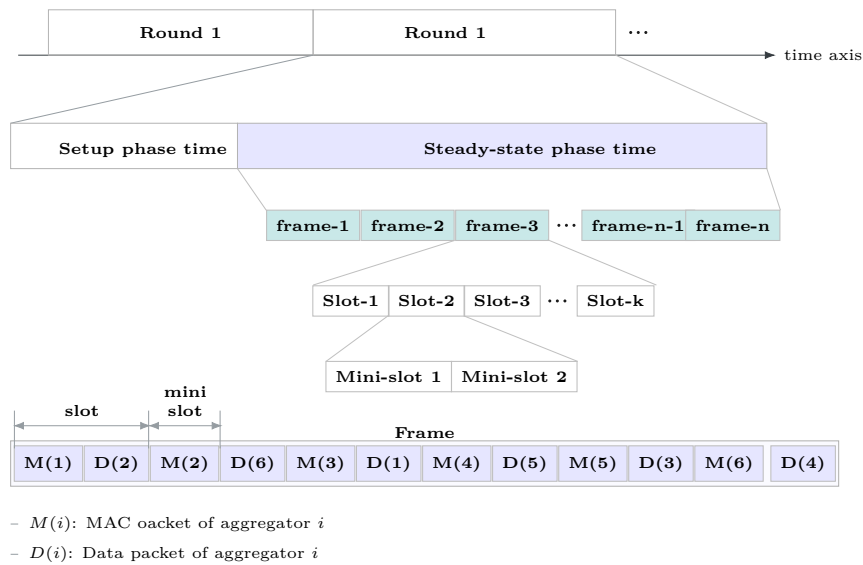 Round 1 Round 1 ···
time axis
Setup phase time Steady-state phase time
frame-1 frame-2 frame-3 ··· frame-n-1 frame-n
Slot-1 Slot-2 Slot-3 ··· Slot-k
Mini-slot 1 Mini-slot 2
slot
mini
slot
Frame
M(1) D(2) M(2) D(6) M(3) D(1) M(4) D(5) M(5) D(3) M(6) D(4)
– M(i): MAC oacket of aggregator i
– D(i): Data packet of aggregator i